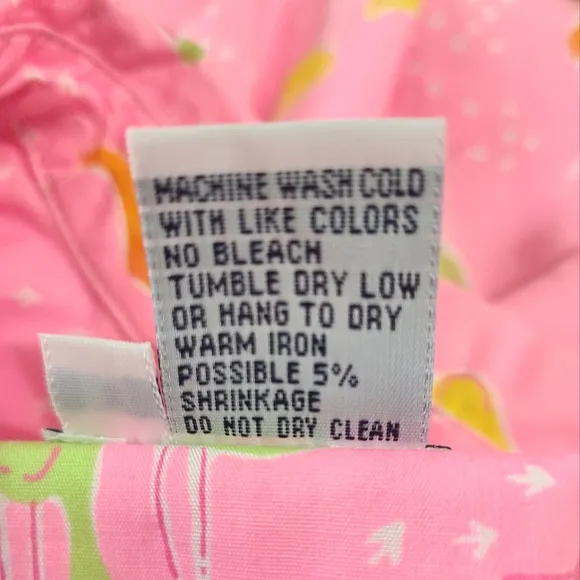 MACHINE WASH COLD
WITH LIKE COLORS
NO BLEACH
TUMBLE DRY LOW
OR HANG TO DRY
WARM IRON
POSSIBLE 5%
SHRINKAGE
DO NOT DRY CLEAN